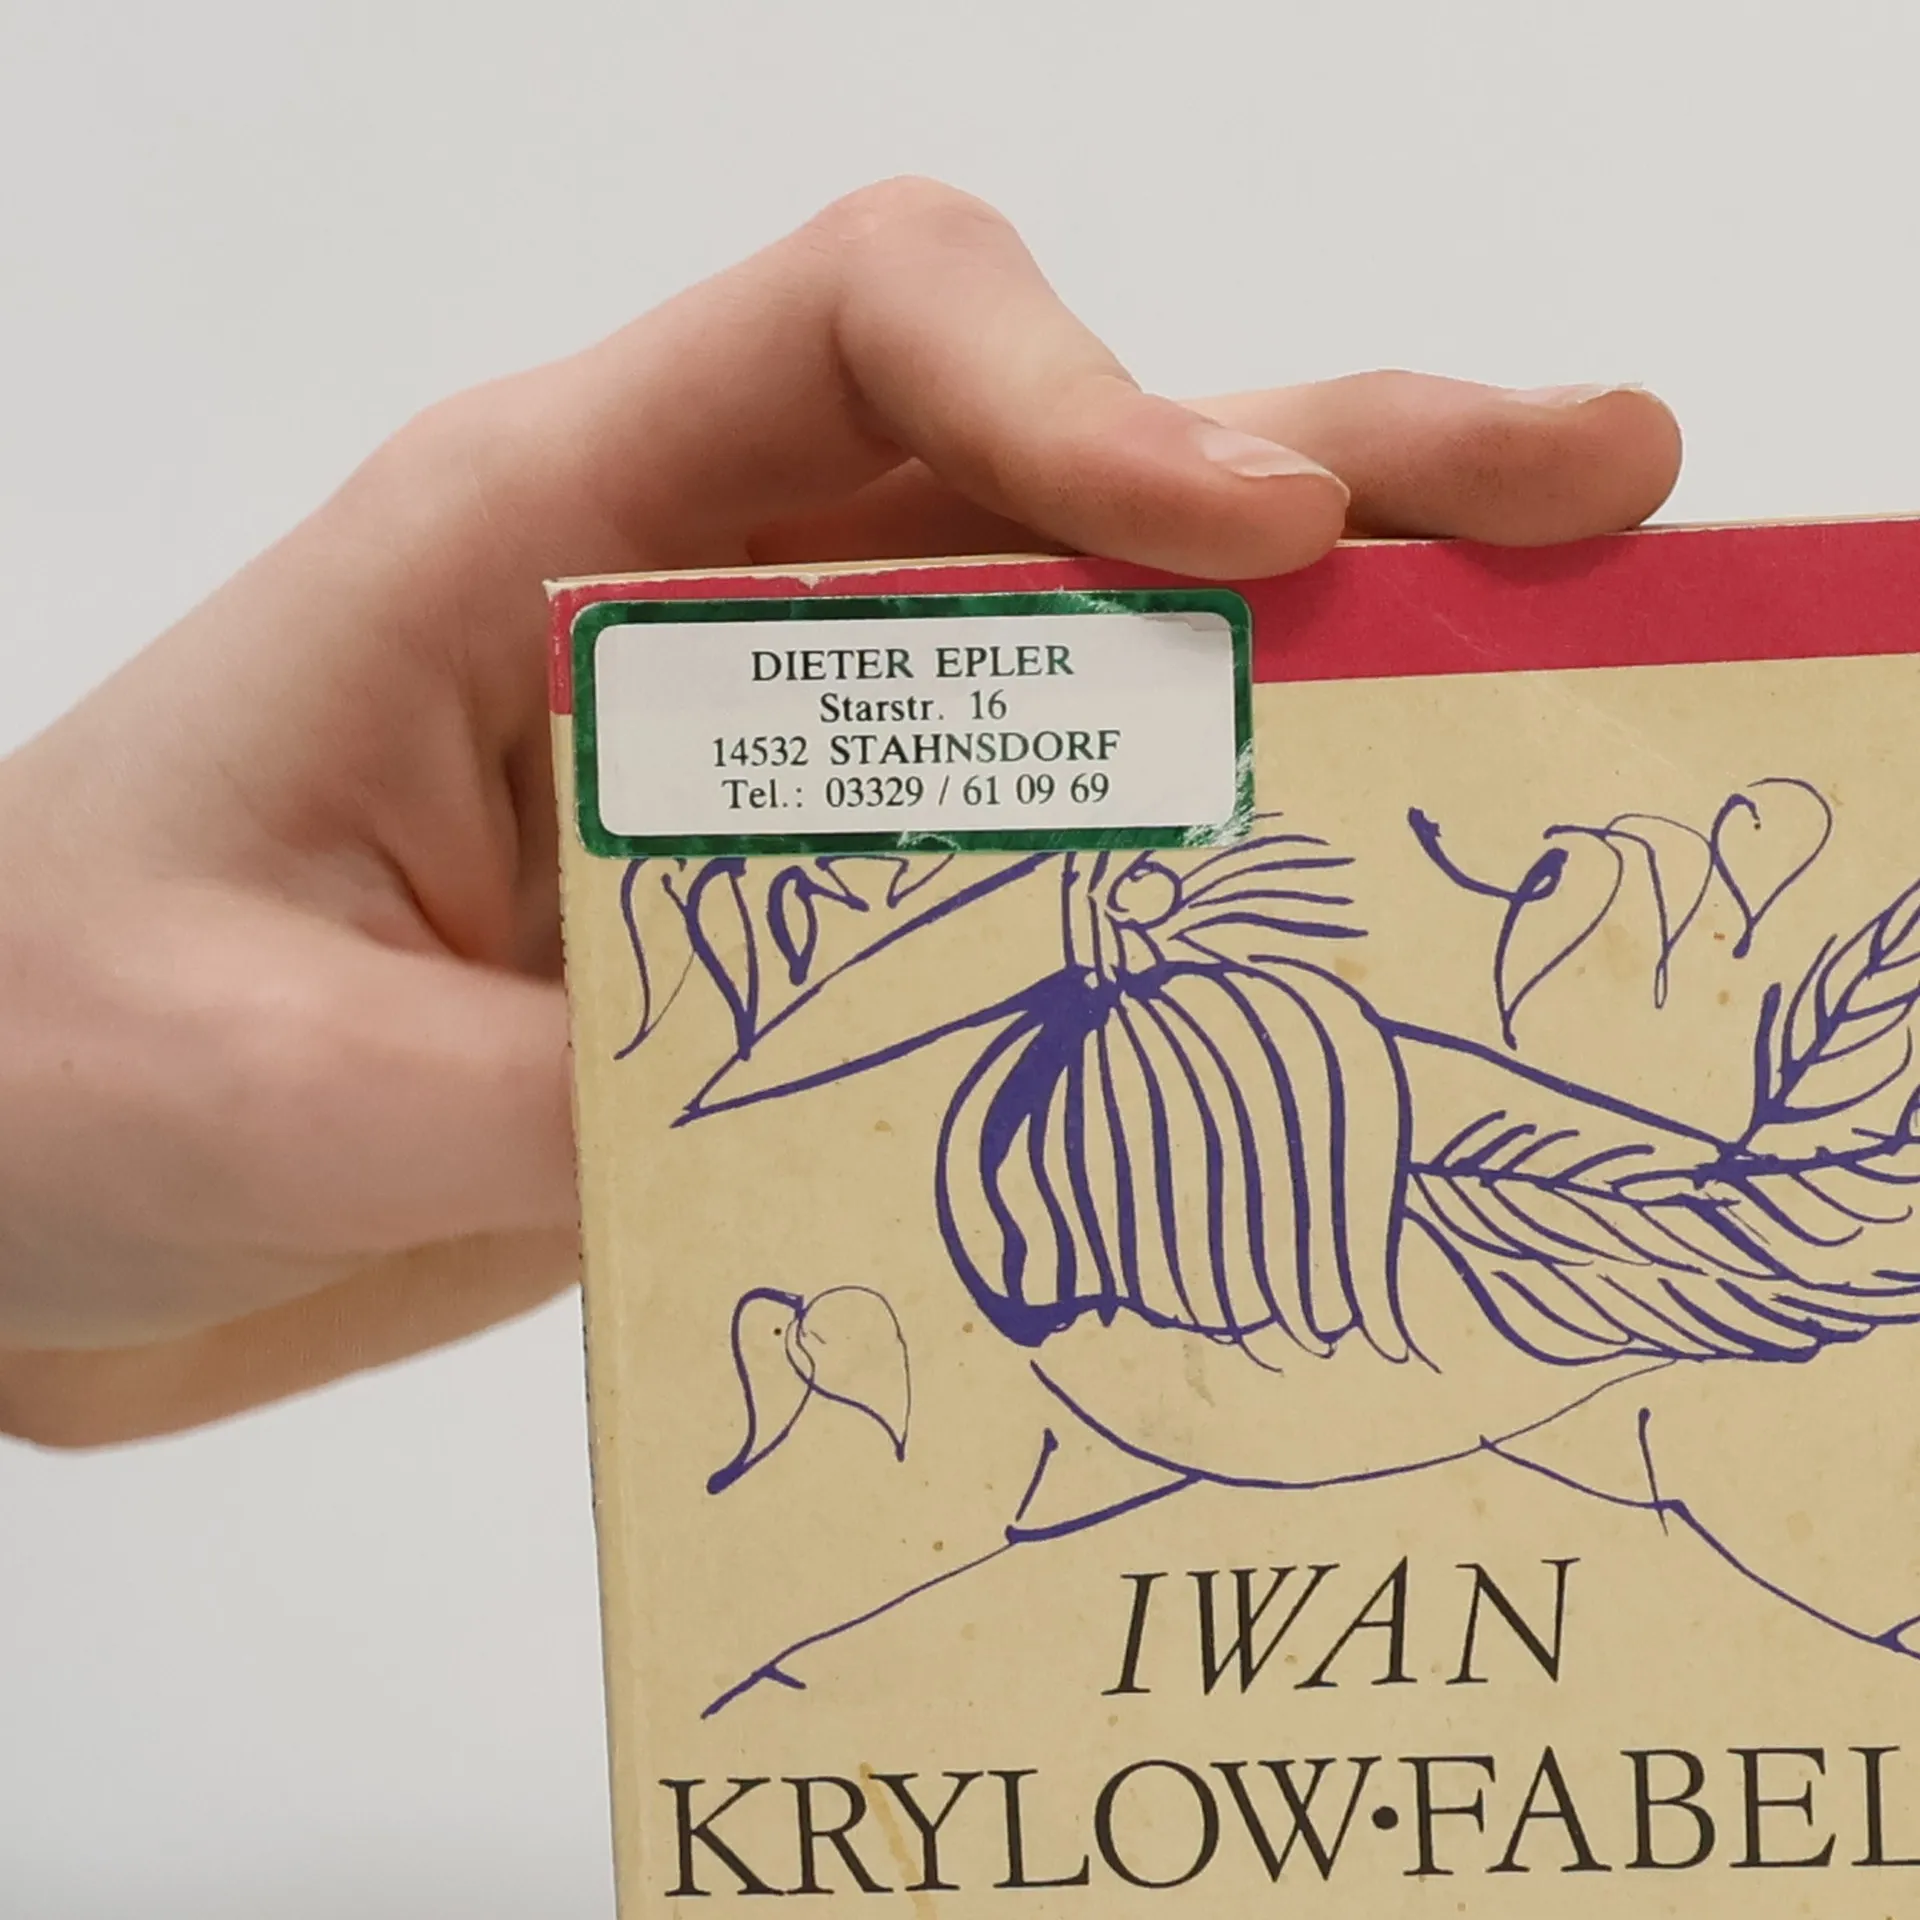 DIETER EPLER
Starstr. 16
14532 STAHNSDORF
Tel.: 03329 / 61 09 69
IWAN
KRYLOW·FABEL